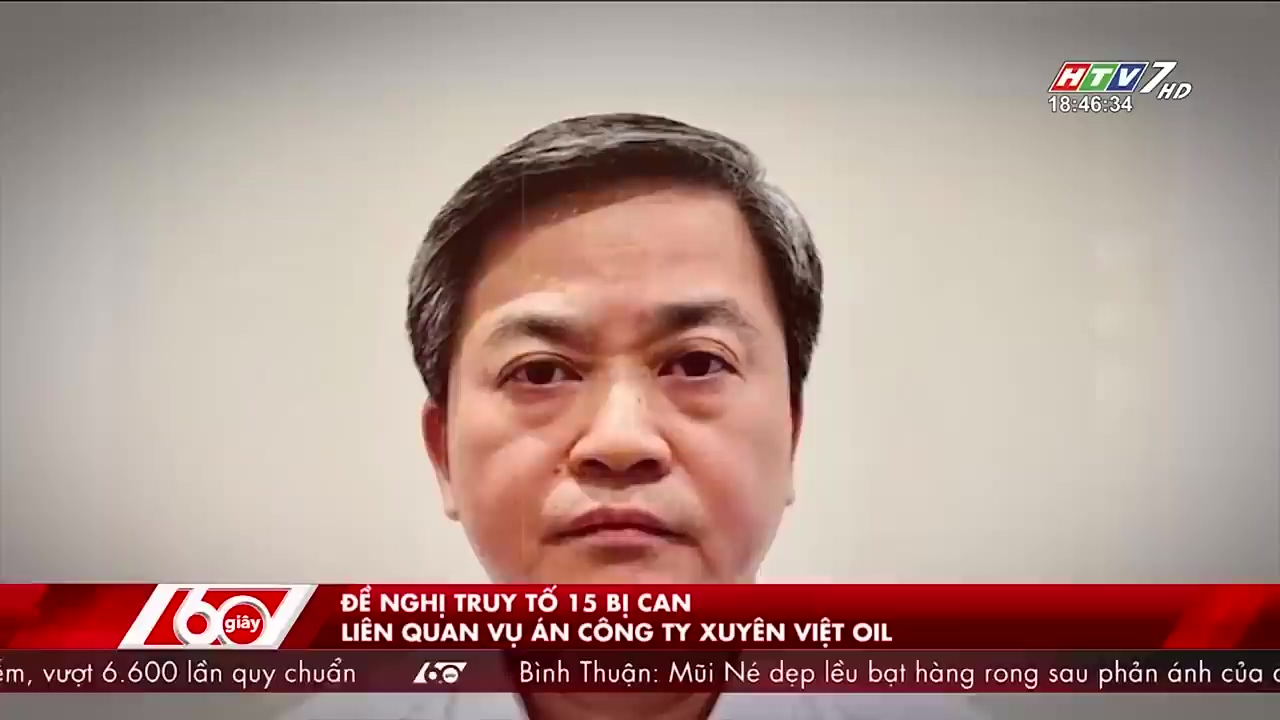 HTV7 HD
18:46:34
60 giây
ĐỀ NGHỊ TRUY TỐ 15 BỊ CAN
LIÊN QUAN VỤ ÁN CÔNG TY XUYÊN VIỆT OIL
vượt 6.600 lần quy chuẩn
Bình Thuận: Mũi Né dẹp lều bạt hàng rong sau phản ánh của